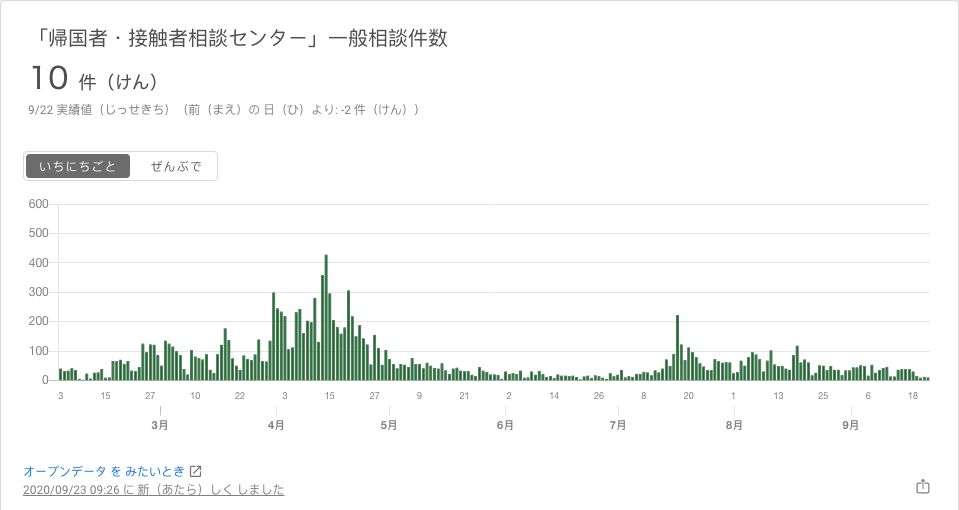 「帰国者・接触者相談センター」一般相談件数
10 件（けん）
9/22 実績値（じっせきち）（前（まえ）の 日（ひ）より: -2 件（けん））
いちにちごと ぜんぶで
600
500
400
300
200
100
0
3 15 27 10 22 3 15 27 9 21 2 14 26 8 20 1 13 25 6 18
3月 4月 5月 6月 7月 8月 9月
オープンデータ を みたいとき
2020/09/23 09:26 に 新（あたら）しく しました